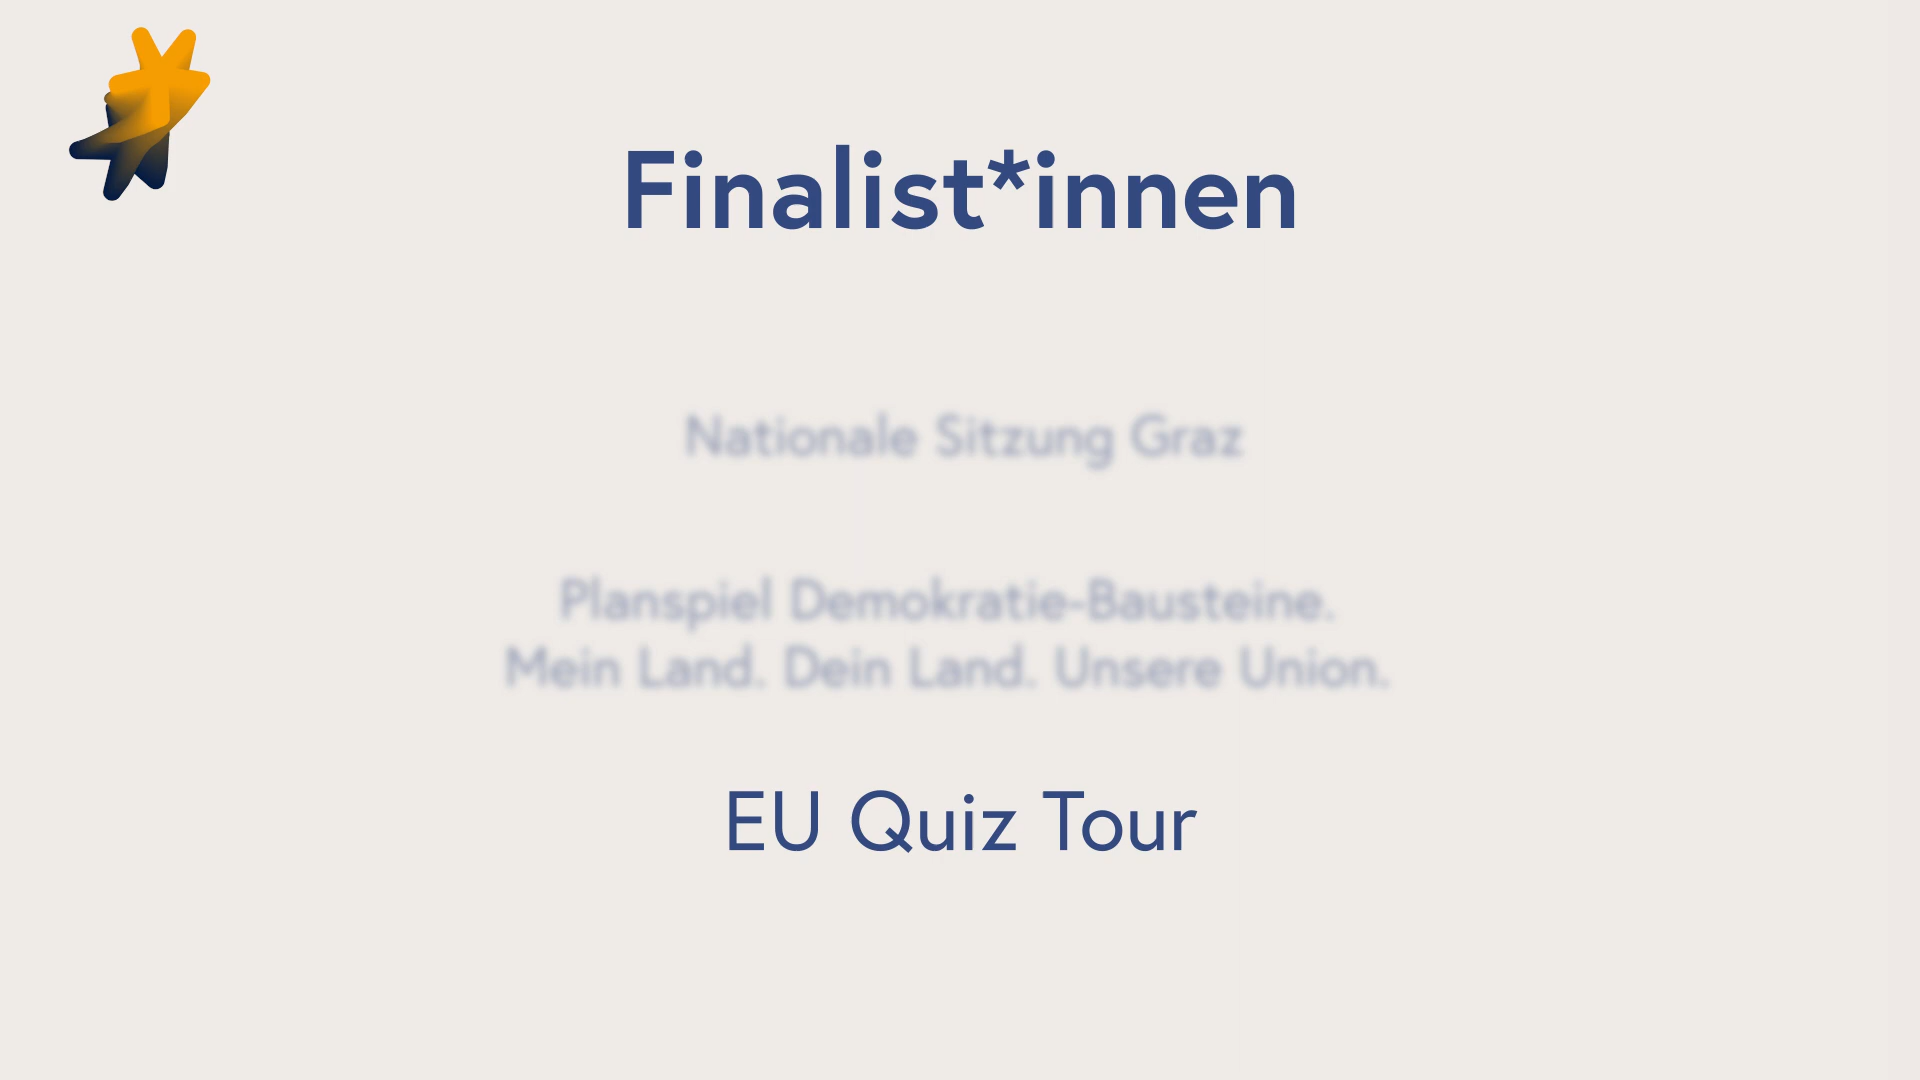 Finalist*innen
Nationale Sitzung Graz
Planspiel Demokratie-Bausteine.
Mein Land. Dein Land. Unsere Union.
EU Quiz Tour